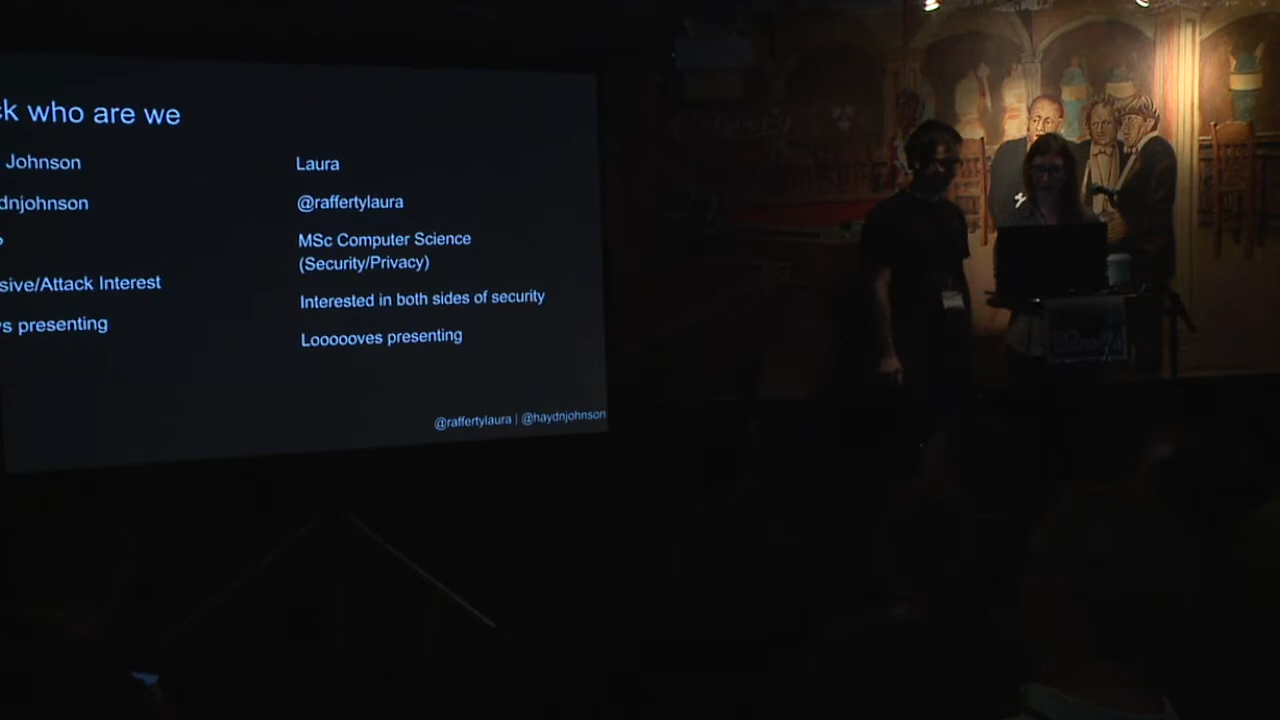 ck who are we
Johnson
dnjohnson
sive/Attack Interest
s presenting
Laura
@raffertylaura
MSc Computer Science
(Security/Privacy)
Interested in both sides of security
Loooooves presenting
@raffertylaura | @haydnjohnson